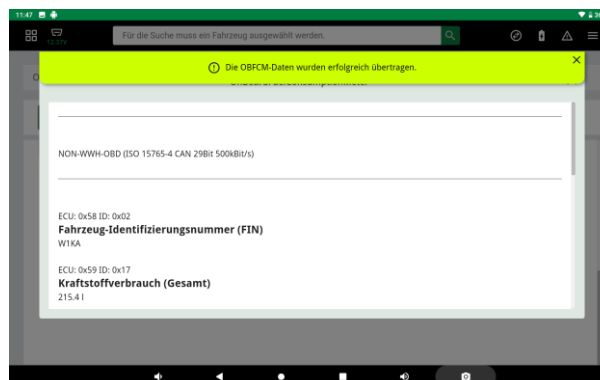 11:47
12.37V
Für die Suche muss ein Fahrzeug ausgewählt werden.
Die OBFCM-Daten wurden erfolgreich übertragen.
NON-WWH-OBD (ISO 15765-4 CAN 29Bit 500kBit/s)
ECU: 0x58 ID: 0x02
Fahrzeug-Identifizierungsnummer (FIN)
W1KA
ECU: 0x59 ID: 0x17
Kraftstoffverbrauch (Gesamt)
215.4 l